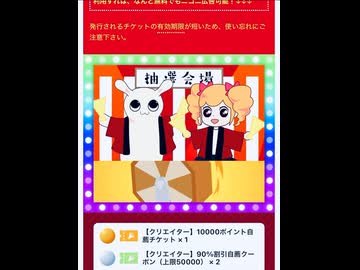 利用すれば、なんと無料でもニコニ広告可能！↓↓↓
発行されるチケットの有効期限が短いため、使い忘れにご
注意下さい。
抽選会場
【クリエイター】10000ポイント自
薦チケット × 1
【クリエイター】90%割引自薦クー
ポン（上限50000） × 2